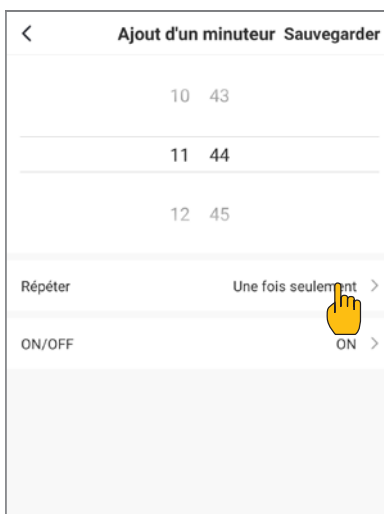 Ajout d'un minuteur Sauvegarder
10 43
11 44
12 45
Répéter Une fois seulement
ON/OFF ON